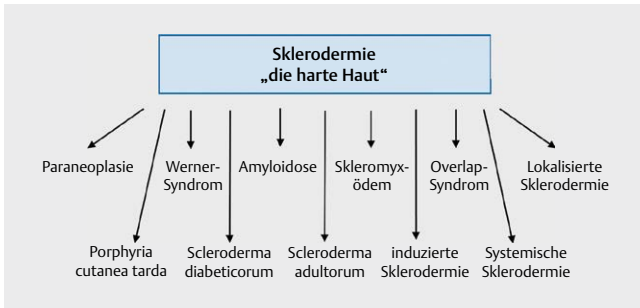 Sklerodermie
„die harte Haut“
Paraneoplasie
Werner-
Syndrom
Amyloidose
Skleromyx-
ödem
Overlap-
Syndrom
Lokalisierte
Sklerodermie
Porphyria
cutanea tarda
Scleroderma
diabeticorum
Scleroderma
adultorum
induzierte
Sklerodermie
Systemische
Sklerodermie